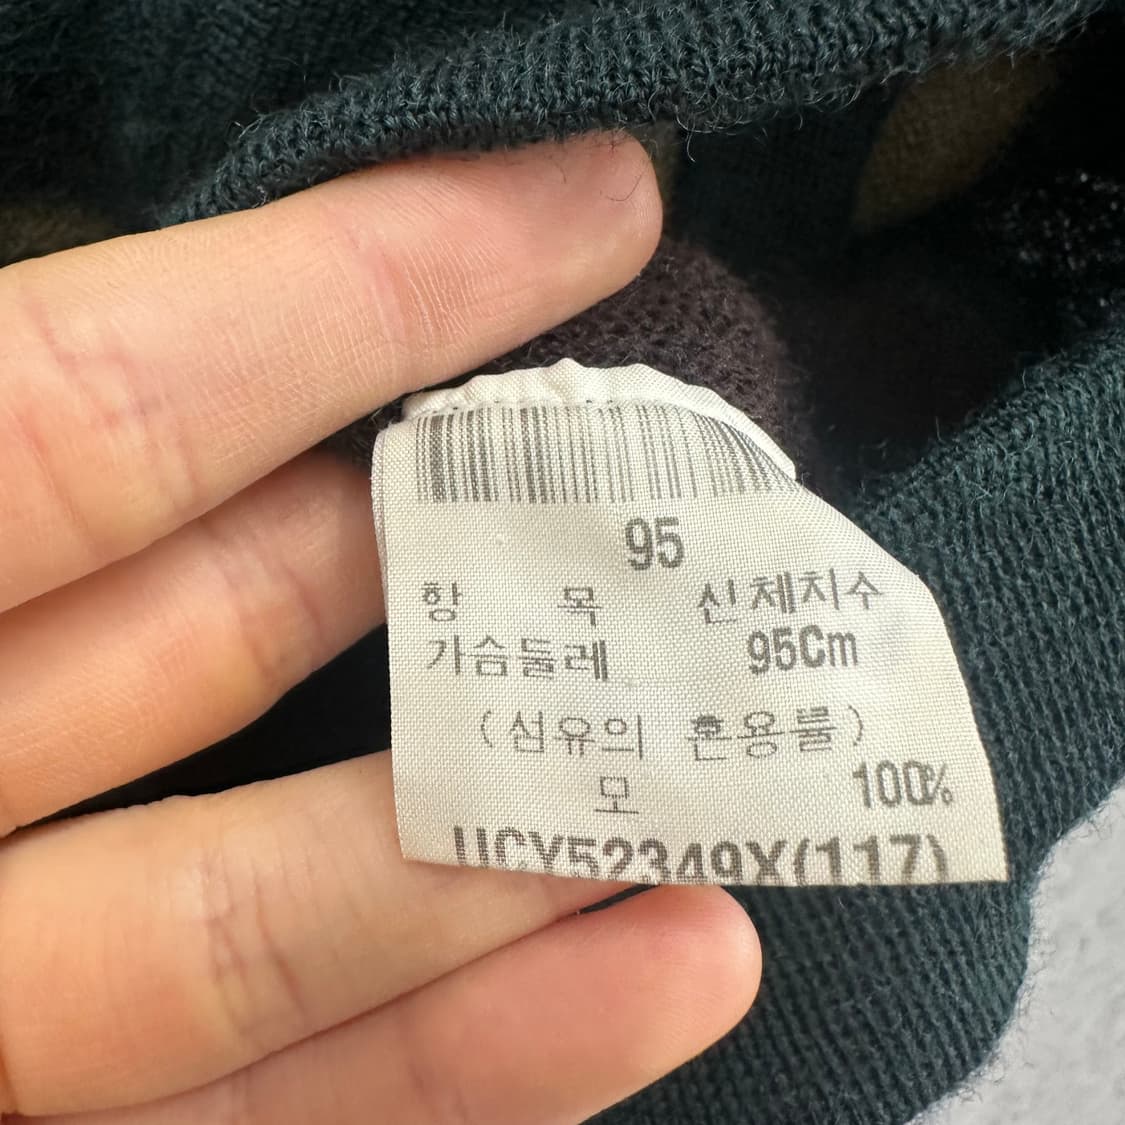 95
항 목 신체치수
가슴둘레 95Cm
(섬유의 혼용률)
모 100%
UCY52349X(117)